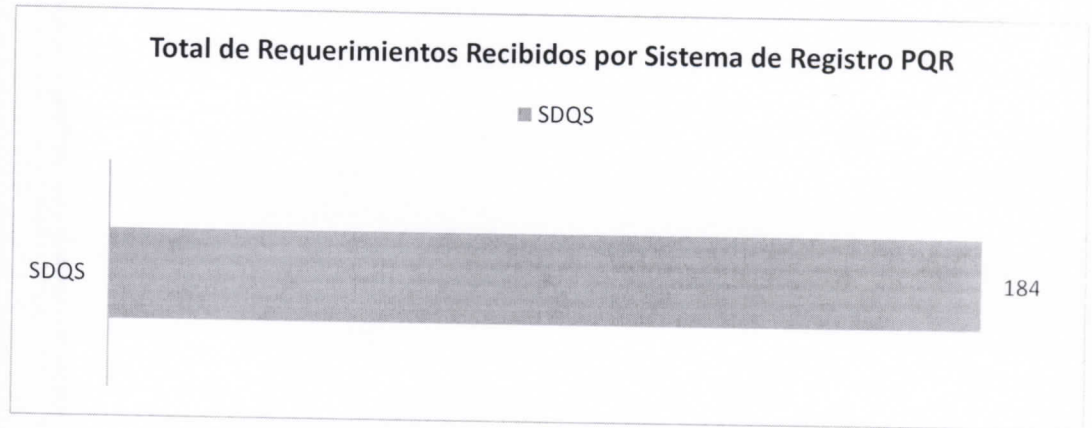 Total de Requerimientos Recibidos por Sistema de Registro PQR
SDQS
SDQS
184